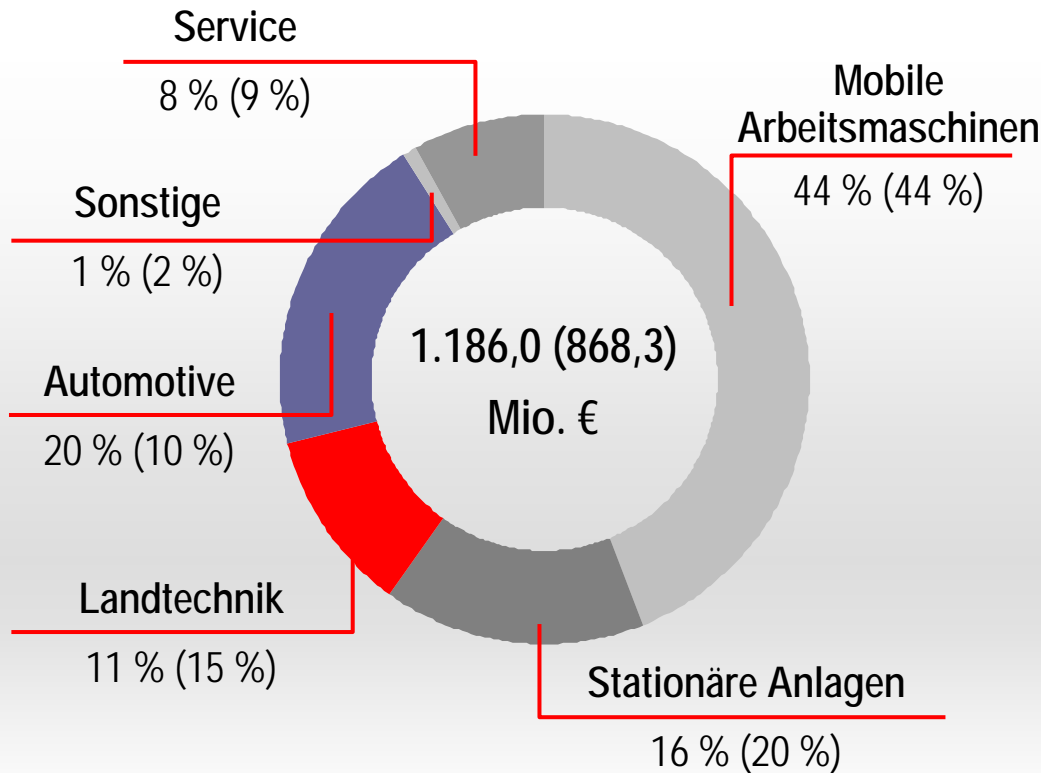 Service
8 % (9 %)
Mobile
Arbeitsmaschinen
44 % (44 %)
Sonstige
1 % (2 %)
1.186,0 (868,3)
Mio. €
Automotive
20 % (10 %)
Landtechnik
11 % (15 %)
Stationäre Anlagen
16 % (20 %)